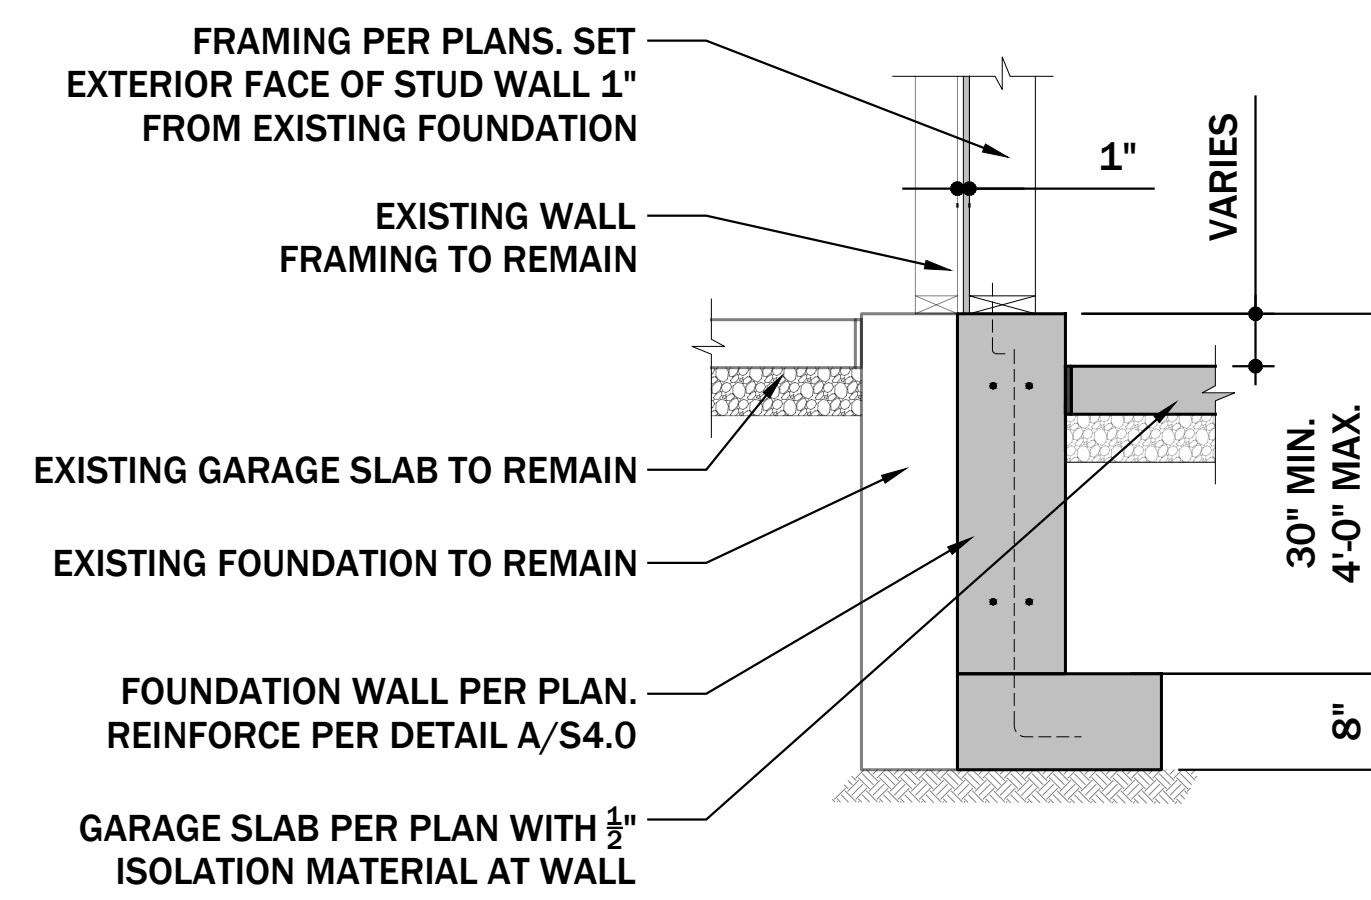 FRAMING PER PLANS. SET
EXTERIOR FACE OF STUD WALL 1"
FROM EXISTING FOUNDATION
1"
VARIES
EXISTING WALL
FRAMING TO REMAIN
EXISTING GARAGE SLAB TO REMAIN
30" MIN.
4'-0" MAX.
EXISTING FOUNDATION TO REMAIN
FOUNDATION WALL PER PLAN.
REINFORCE PER DETAIL A/S4.0
8"
GARAGE SLAB PER PLAN WITH 1/2"
ISOLATION MATERIAL AT WALL